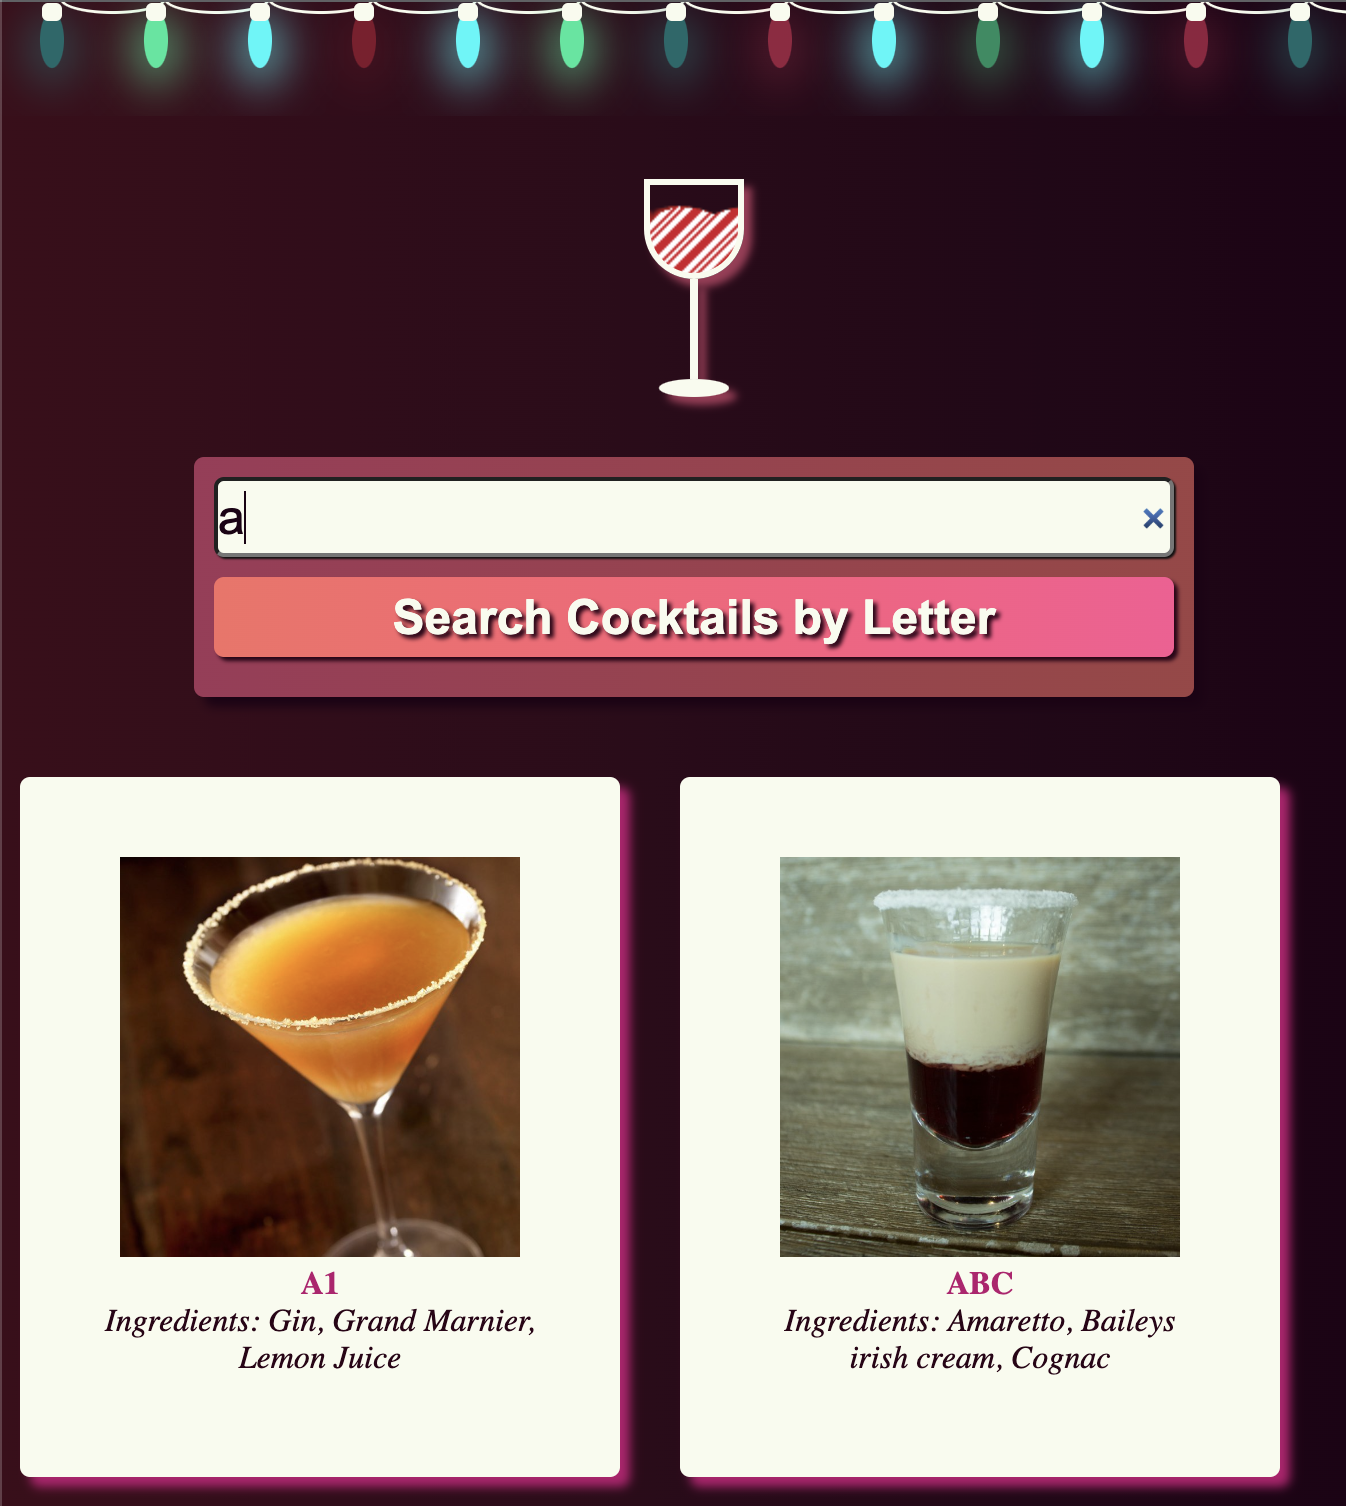 a
×
Search Cocktails by Letter
A1
Ingredients: Gin, Grand Marnier,
Lemon Juice
ABC
Ingredients: Amaretto, Baileys
irish cream, Cognac